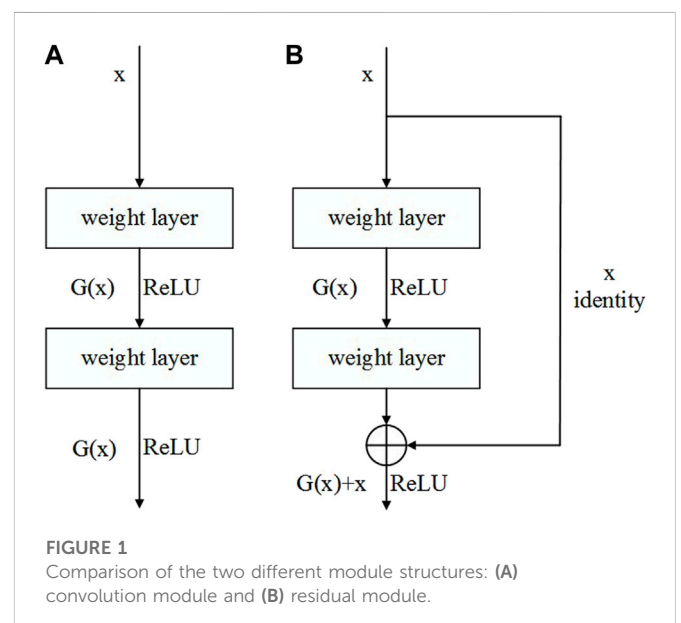 A
x
weight layer
G(x) ReLU
weight layer
G(x) ReLU
B
x
weight layer
G(x) ReLU
x
identity
weight layer
G(x)+x ReLU
FIGURE 1
Comparison of the two different module structures: (A)
convolution module and (B) residual module.